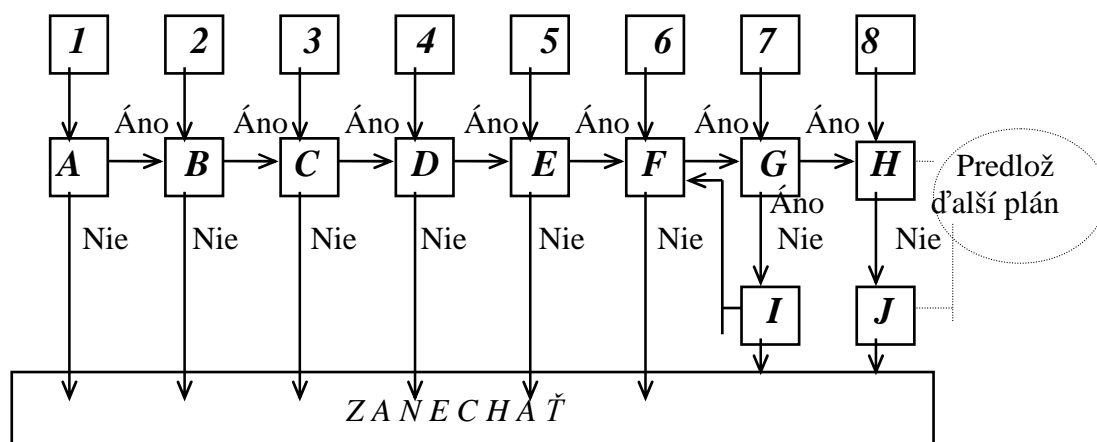 1 2 3 4 5 6 7 8
Áno Áno Áno Áno Áno Áno Áno
A B C D E F G H
Predlož
ďalší plán
Áno
Nie Nie Nie Nie Nie Nie Nie Nie
I J
ZANECHAŤ